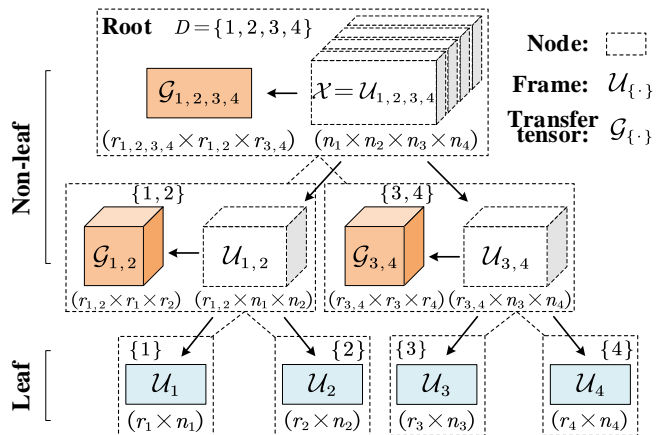 Root D={1,2,3,4}
Node:
𝒢1,2,3,4
𝒳=𝒰1,2,3,4
Frame: 𝒰{·}
Transfer
tensor: 𝒢{·}
(r1,2,3,4×r1,2×r3,4)
(n1×n2×n3×n4)
Non-leaf
{1,2}
{3,4}
𝒢1,2
𝒰1,2
𝒢3,4
𝒰3,4
(r1,2×r1×r2)
(r1,2×n1×n2)
(r3,4×r3×r4)
(r3,4×n3×n4)
Leaf
{1}
{2}
{3}
{4}
𝒰1
𝒰2
𝒰3
𝒰4
(r1×n1)
(r2×n2)
(r3×n3)
(r4×n4)